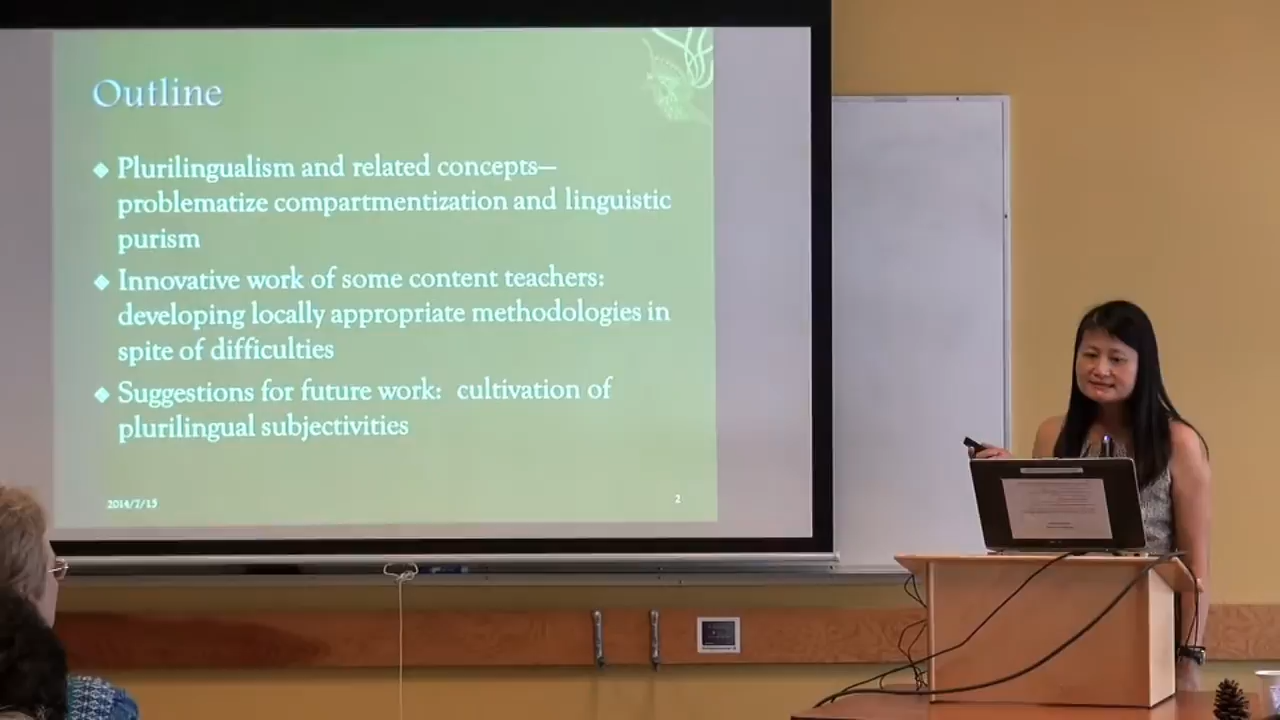 Outline
Plurilingualism and related concepts—
problematize compartmentization and linguistic
purism
Innovative work of some content teachers:
developing locally appropriate methodologies in
spite of difficulties
Suggestions for future work:  cultivation of
plurilingual subjectivities
2014/7/15
2